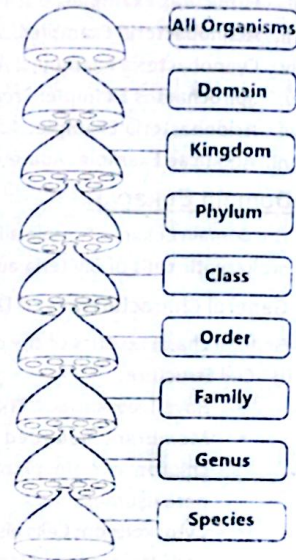 All Organisms
Domain
Kingdom
Phylum
Class
Order
Family
Genus
Species